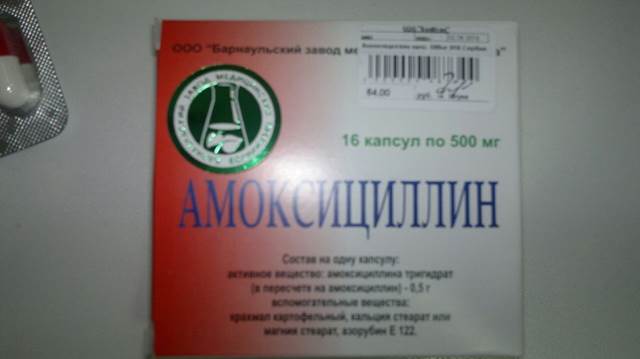 ООО "Барнаульский завод
64.00
руб.
16 капсул по 500 мг
АМОКСИЦИЛЛИН
Состав на одну капсулу:
активное вещество: амоксициллина тригидрат
(в пересчете на амоксициллин) - 0,5 г
вспомогательные вещества:
крахмал картофельный, кальция стеарат или
магния стеарат, азорубин Е 122.